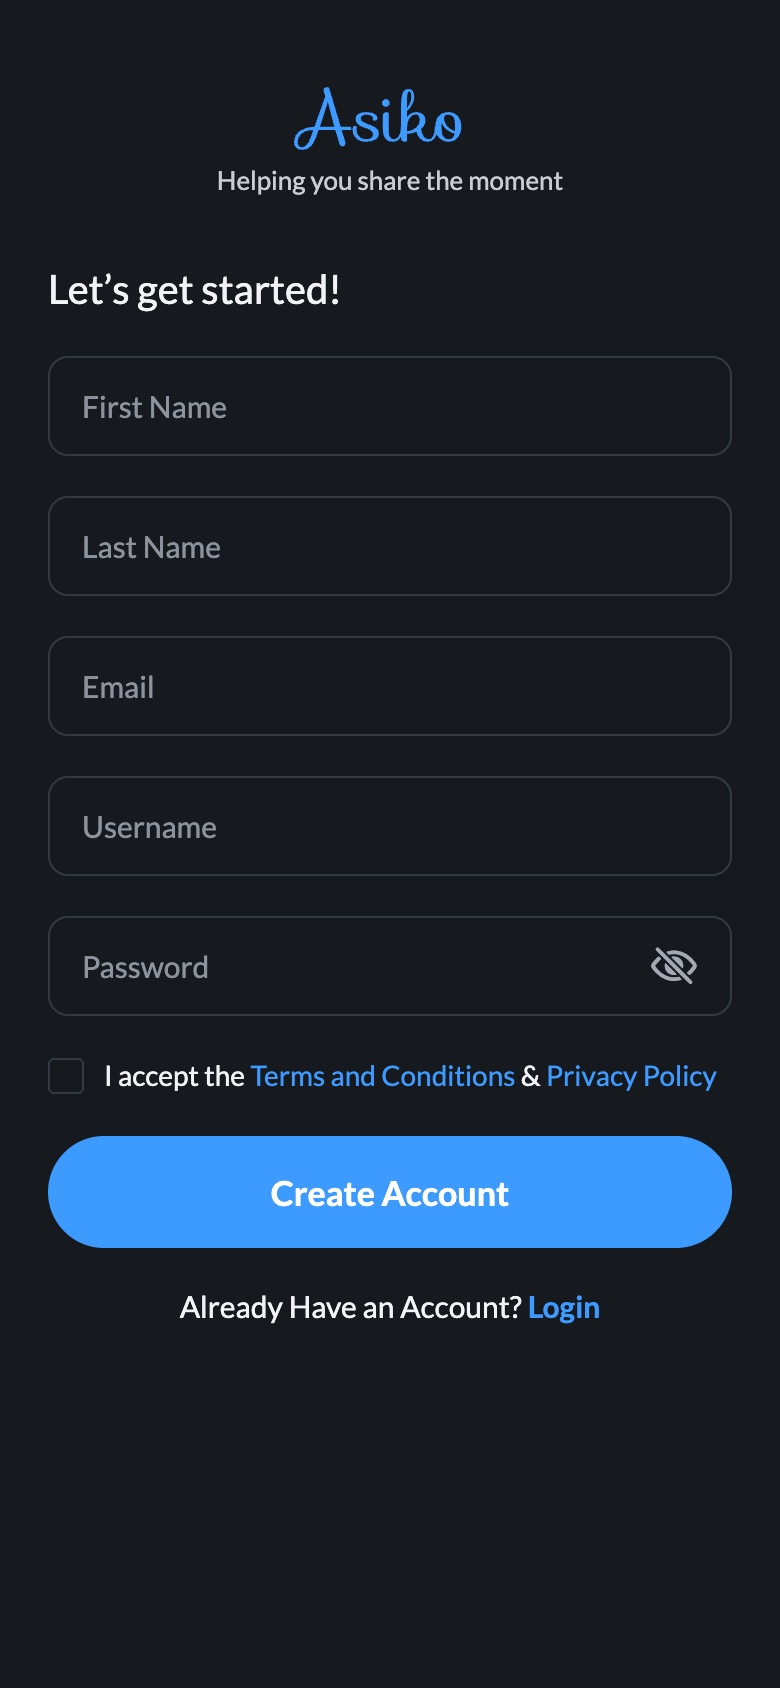 Asiko
Helping you share the moment
Let’s get started!
First Name
Last Name
Email
Username
Password
I accept the Terms and Conditions & Privacy Policy
Create Account
Already Have an Account? Login